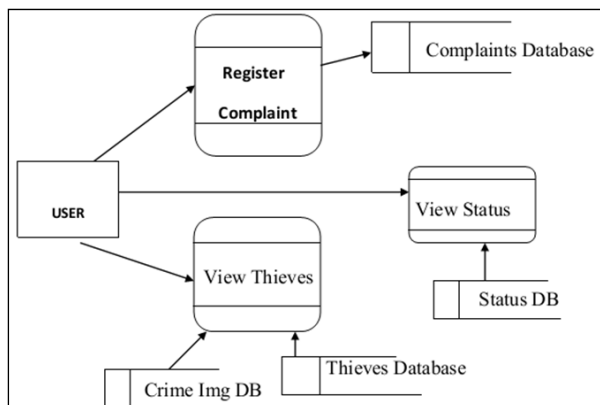 Register
Complaint
Complaints Database
USER
View Status
View Thieves
Status DB
Thieves Database
Crime Img DB